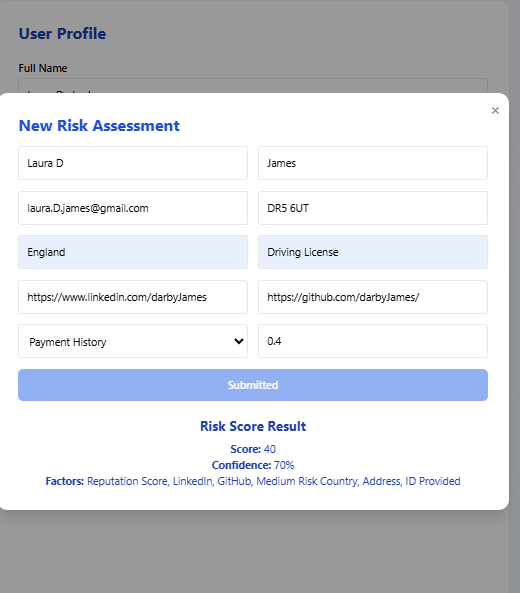 User Profile
Full Name
×
New Risk Assessment
Laura D James
laura.D.james@gmail.com DR5 6UT
England Driving License
https://www.linkedin.com/darbyJames https://github.com/darbyJames/
Payment History 0.4
Submitted
Risk Score Result
Score: 40
Confidence: 70%
Factors: Reputation Score, LinkedIn, GitHub, Medium Risk Country, Address, ID Provided